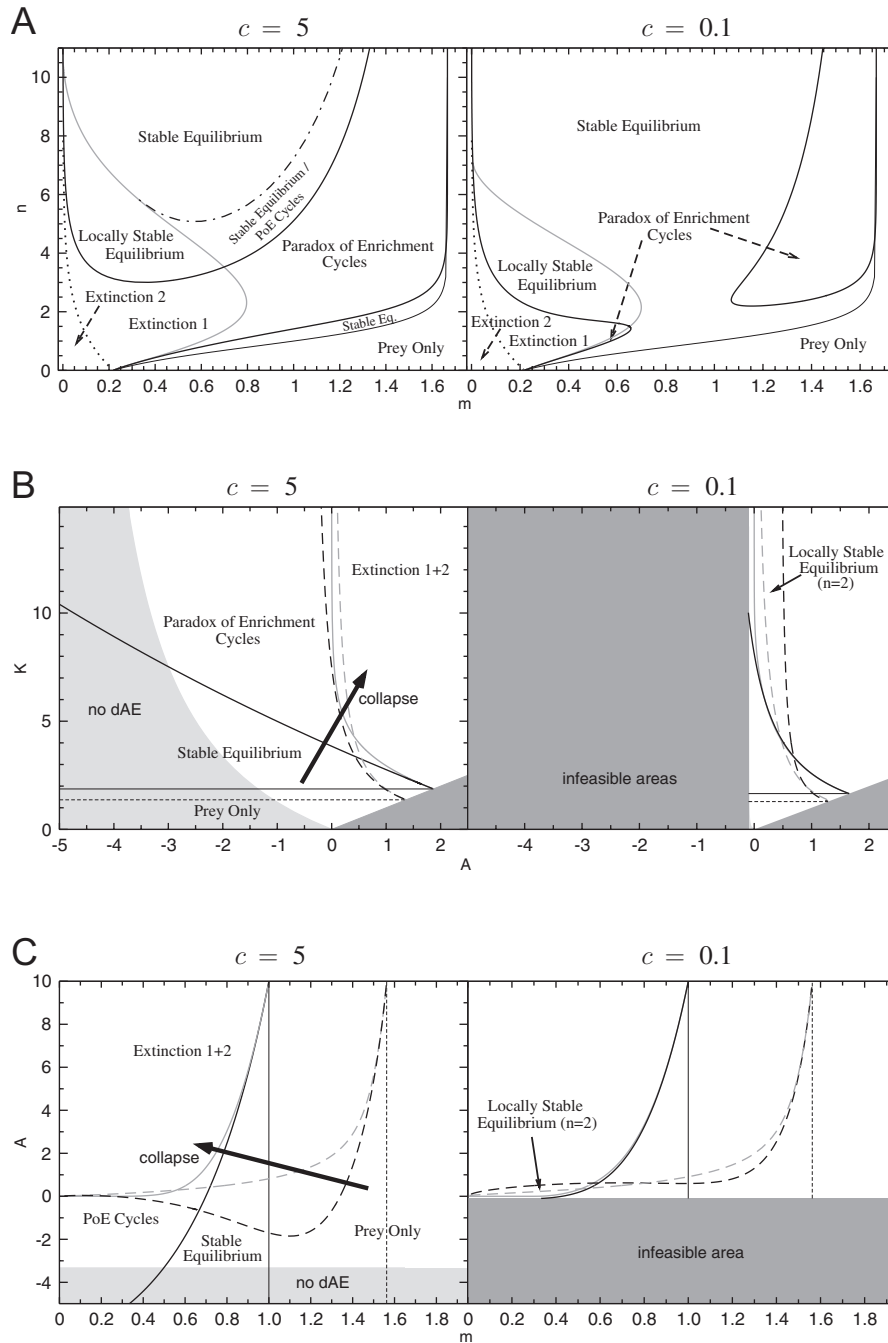 A
c = 5
c = 0.1
10
8
6
4
2
0
n
Stable Equilibrium
Stable Equilibrium /
PoE Cycles
Locally Stable
Equilibrium
Paradox of Enrichment
Cycles
Extinction 2
Extinction 1
Stable Eq.
Prey Only
0 0.2 0.4 0.6 0.8 1 1.2 1.4 1.6
Stable Equilibrium
Paradox of Enrichment
Cycles
Locally Stable
Equilibrium
Extinction 2
Extinction 1
Prey Only
0 0.2 0.4 0.6 0.8 1 1.2 1.4 1.6
m
B
c = 5
c = 0.1
10
5
0
K
Extinction 1+2
Paradox of Enrichment
Cycles
no dAE
collapse
Stable Equilibrium
Prey Only
-5 -4 -3 -2 -1 0 1 2
Locally Stable
Equilibrium
(n=2)
infeasible areas
-4 -3 -2 -1 0 1 2
A
C
c = 5
c = 0.1
10
8
6
4
2
0
-2
-4
A
Extinction 1+2
collapse
PoE Cycles
Stable
Equilibrium
Prey Only
no dAE
0 0.2 0.4 0.6 0.8 1.0 1.2 1.4 1.6 1.8
Locally Stable
Equilibrium (n=2)
infeasible area
0 0.2 0.4 0.6 0.8 1.0 1.2 1.4 1.6 1.8
m